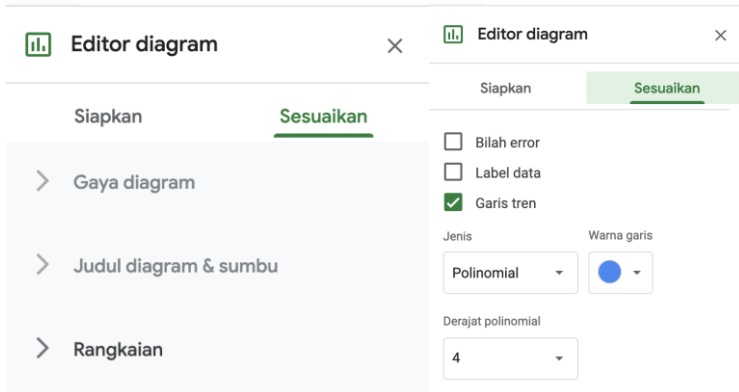 Editor diagram
Siapkan Sesuaikan
Gaya diagram
Judul diagram & sumbu
Rangkaian
Editor diagram
Siapkan Sesuaikan
Bilah error
Label data
Garis tren
Jenis Warna garis
Polinomial
Derajat polinomial
4